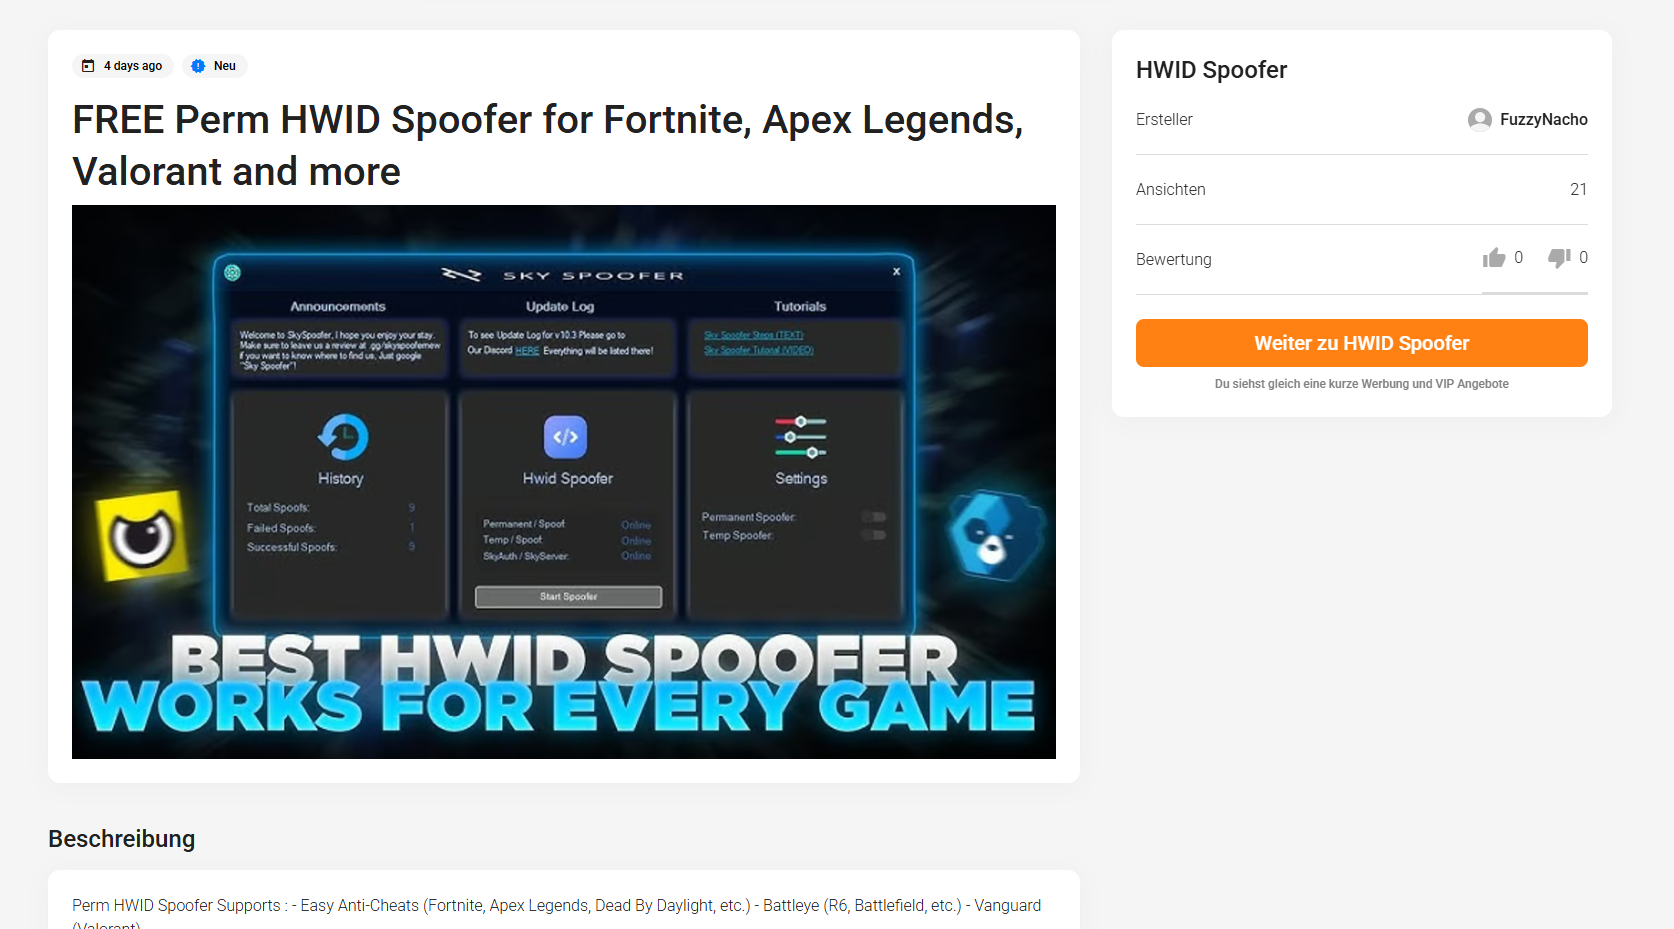 4 days ago
Neu
FREE Perm HWID Spoofer for Fortnite, Apex Legends,
Valorant and more
SKY SPOOFER
X
Announcements
Welcome to SkySpoofer, I hope you enjoy your stay.
Make sure to leave us a review at .gg/skyspoofernew
if you want to know where to find us, Just google
"Sky Spoofer"!
Update Log
To see Update Log for v10.3 Please go to
Our Discord HERE Everything will be listed there!
Tutorials
Sky Spoofer Steps (TEXT)
Sky Spoofer Tutorial (VIDEO)
History
Total Spoofs: 9
Failed Spoofs: 1
Successful Spoofs: 9
</>
Hwid Spoofer
Permanent / Spoof Online
Temp / Spoof: Online
SkyAuth / SkyServer: Online
Start Spoofer
Settings
Permanent Spoofer:
Temp Spoofer:
BEST HWID SPOOFER
WORKS FOR EVERY GAME
HWID Spoofer
Ersteller FuzzyNacho
Ansichten 21
Bewertung 0 0
Weiter zu HWID Spoofer
Du siehst gleich eine kurze Werbung und VIP Angebote
Beschreibung
Perm HWID Spoofer Supports : - Easy Anti-Cheats (Fortnite, Apex Legends, Dead By Daylight, etc.) - Battleye (R6, Battlefield, etc.) - Vanguard
(Valorant)